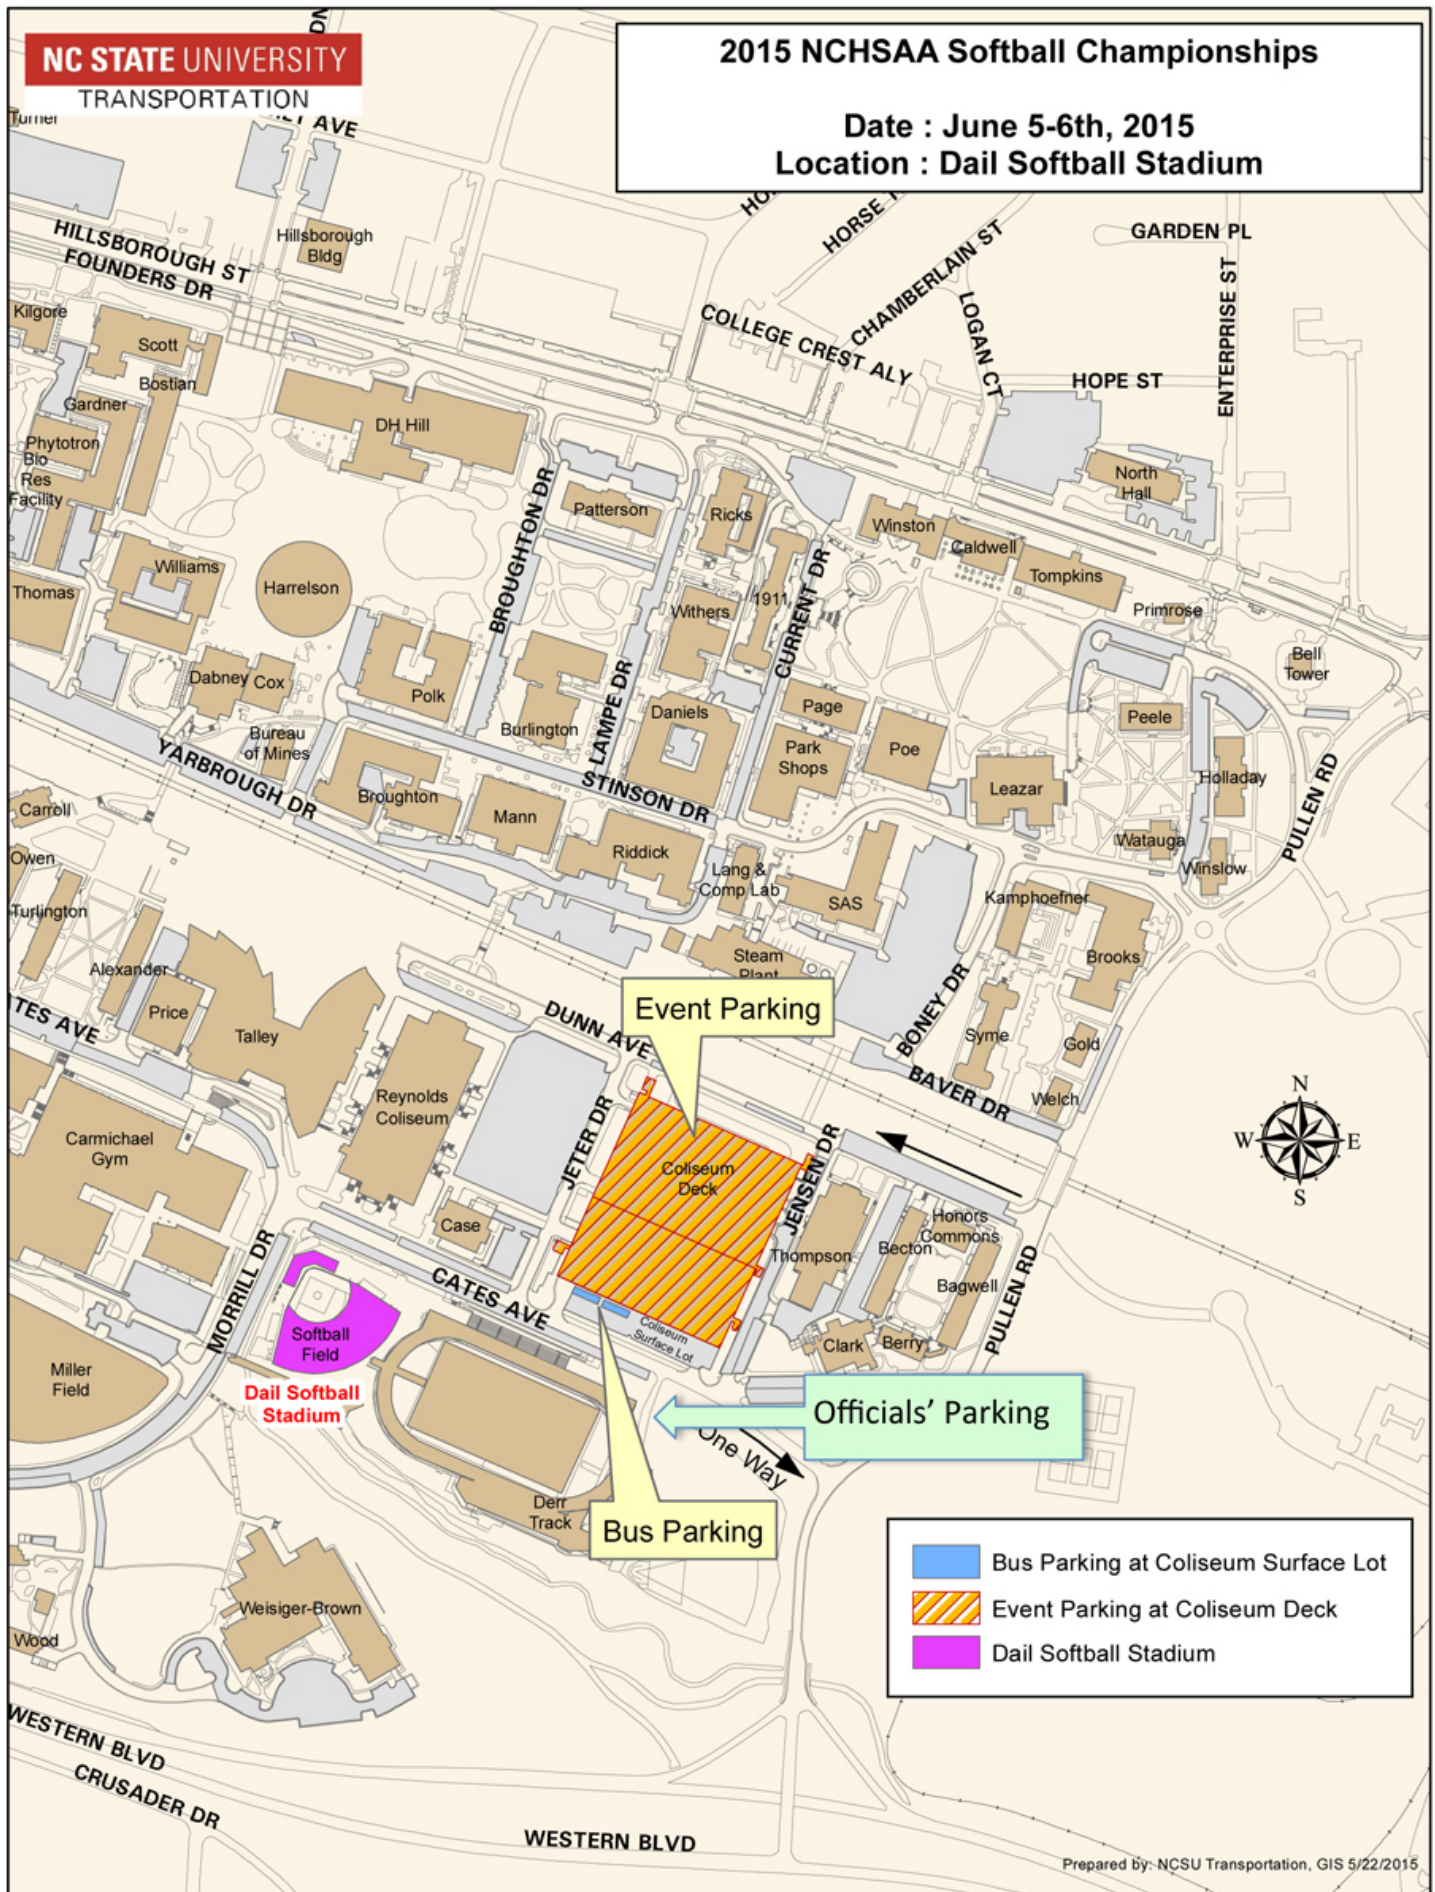 NC STATE UNIVERSITY
TRANSPORTATION
2015 NCHSAA Softball Championships
Date : June 5-6th, 2015
Location : Dail Softball Stadium
Turner
AVE
HILLSBOROUGH ST
FOUNDERS DR
Hillsborough
Bldg
HORSE
CHAMBERLAIN ST
GARDEN PL
ENTERPRISE ST
LOGAN CT
COLLEGE CREST ALY
HOPE ST
Kilgore
Scott
Bostian
Gardner
Phytotron
Bio
Res
Facility
DH Hill
North
Hall
Patterson
Ricks
Winston
Caldwell
Tompkins
BROUGHTON DR
Williams
Harrelson
Thomas
Withers
1911
CURRENT DR
Primrose
Bell
Tower
Dabney
Cox
Polk
Burlington
LAMPE DR
Daniels
Page
Poe
Peele
Park
Shops
Bureau
of Mines
YARBROUGH DR
Broughton
Mann
STINSON DR
Leazar
Holladay
PULLEN RD
Carroll
Riddick
Lang &
Comp Lab
SAS
Watauga
Winslow
Owen
Turlington
Kamphoefner
Brooks
Alexander
Steam
Plant
Price
Talley
ATES AVE
DUNN AVE
Event Parking
BONEY DR
Syme
Gold
BAVER DR
Welch
Reynolds
Coliseum
Carmichael
Gym
JETER DR
Coliseum
Deck
JENSEN DR
N
W
E
S
Case
Thompson
Becton
Honors
Commons
Bagwell
MORRILL DR
CATES AVE
PULLEN RD
Softball
Field
Coliseum
Surface Lot
Clark
Berry
Miller
Field
Dail Softball
Stadium
Officials’ Parking
One Way
Derr
Track
Bus Parking
Bus Parking at Coliseum Surface Lot
Event Parking at Coliseum Deck
Dail Softball Stadium
Weisiger-Brown
Wood
WESTERN BLVD
CRUSADER DR
WESTERN BLVD
Prepared by: NCSU Transportation, GIS 5/22/2015